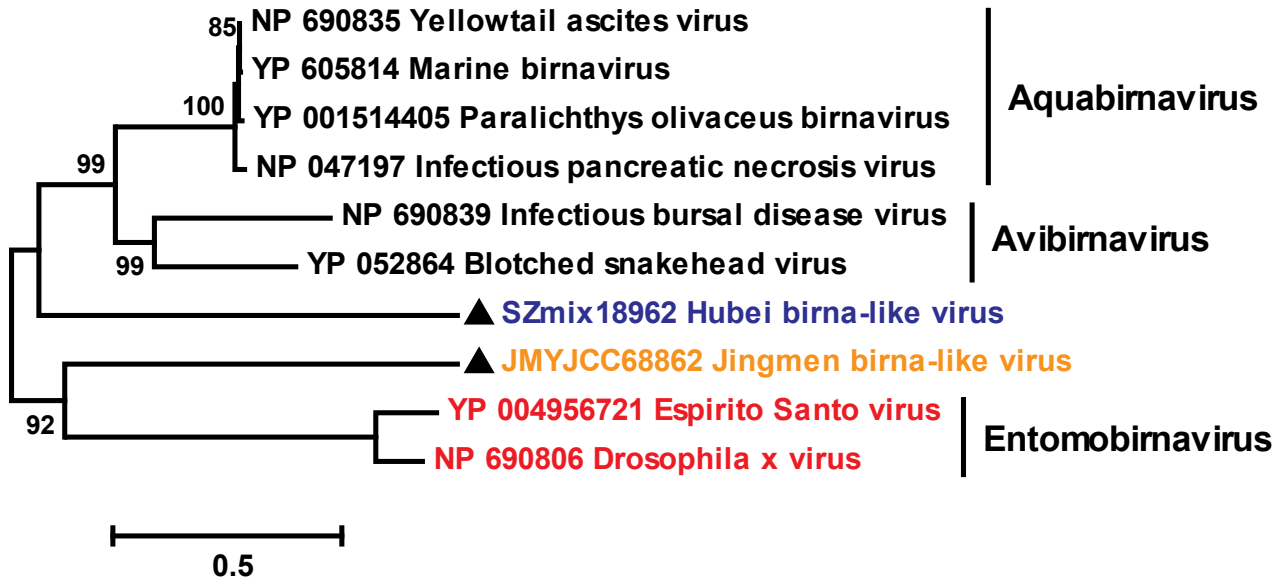 85
NP 690835 Yellowtail ascites virus
YP 605814 Marine birnavirus
100
YP 001514405 Paralichthys olivaceus birnavirus
NP 047197 Infectious pancreatic necrosis virus
Aquabirnavirus
99
NP 690839 Infectious bursal disease virus
99
YP 052864 Blotched snakehead virus
Avibirnavirus
SZmix18962 Hubei birna-like virus
JMYJCC68862 Jingmen birna-like virus
92
YP 004956721 Espirito Santo virus
NP 690806 Drosophila x virus
Entomobirnavirus
0.5